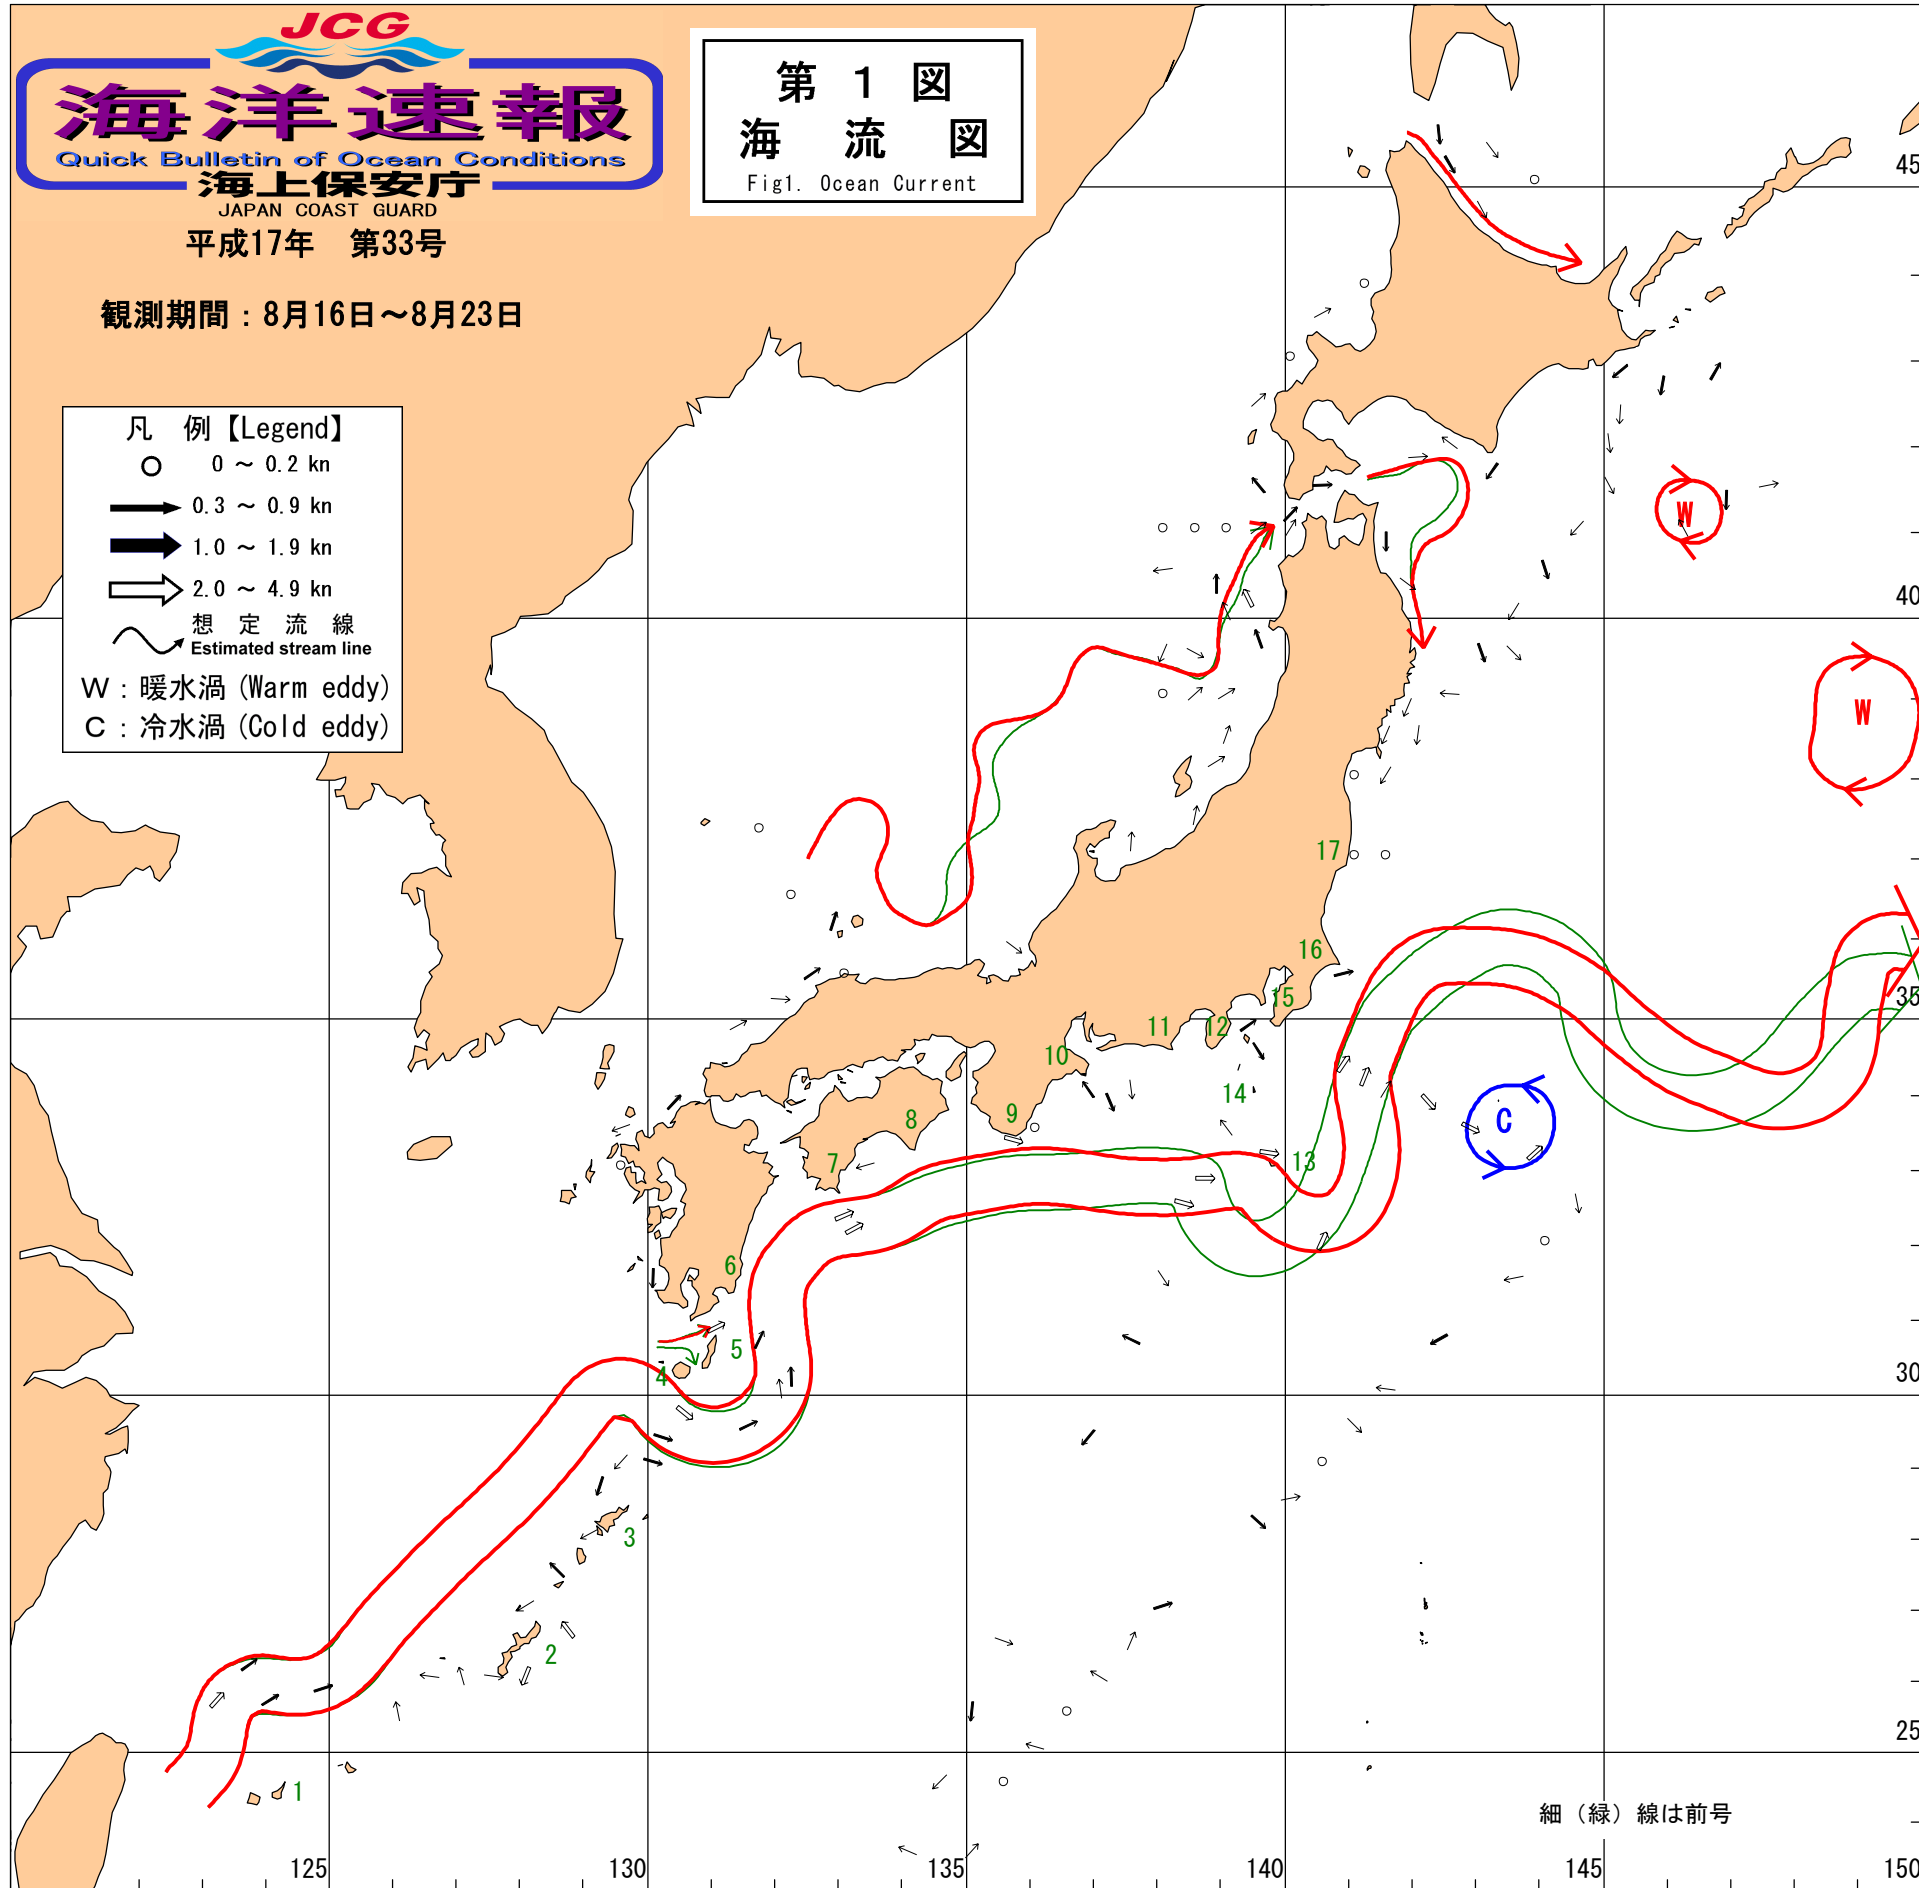 JCG
海洋速報
Quick Bulletin of Ocean Conditions
海上保安庁
JAPAN COAST GUARD
平成17年　第33号
観測期間：8月16日～8月23日
第　1　図
海　流　図
Fig1. Ocean Current
凡　例【Legend】
0 ～ 0.2 kn
0.3 ～ 0.9 kn
1.0 ～ 1.9 kn
2.0 ～ 4.9 kn
想　定　流　線
Estimated stream line
W：暖水渦 (Warm eddy)
C：冷水渦 (Cold eddy)
45
40
35
30
25
W
W
C
17
16
15
12
11
10
14
9
8
7
13
6
5
4
3
2
1
細（緑）線は前号
125
130
135
140
145
150